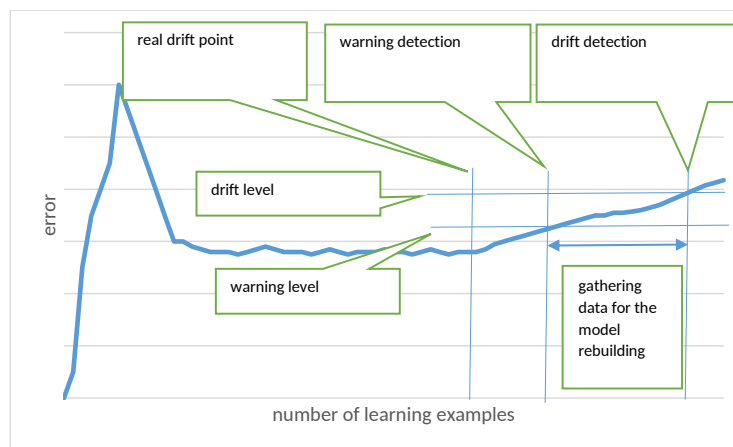 real drift point
warning detection
drift detection
drift level
error
warning level
gathering
data for the
model
rebuilding
number of learning examples